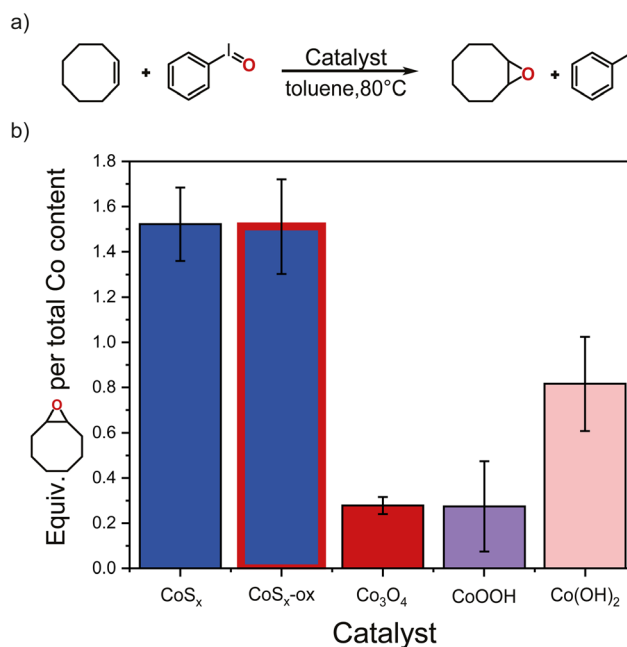 a)
I
O
Catalyst
toluene,80°C
+
O
+
b)
1.8
1.6
1.4
1.2
1.0
0.8
0.6
0.4
0.2
0.0
Equiv. O per total Co content
CoSₓ CoSₓ-ox Co₃O₄ CoOOH Co(OH)₂
Catalyst